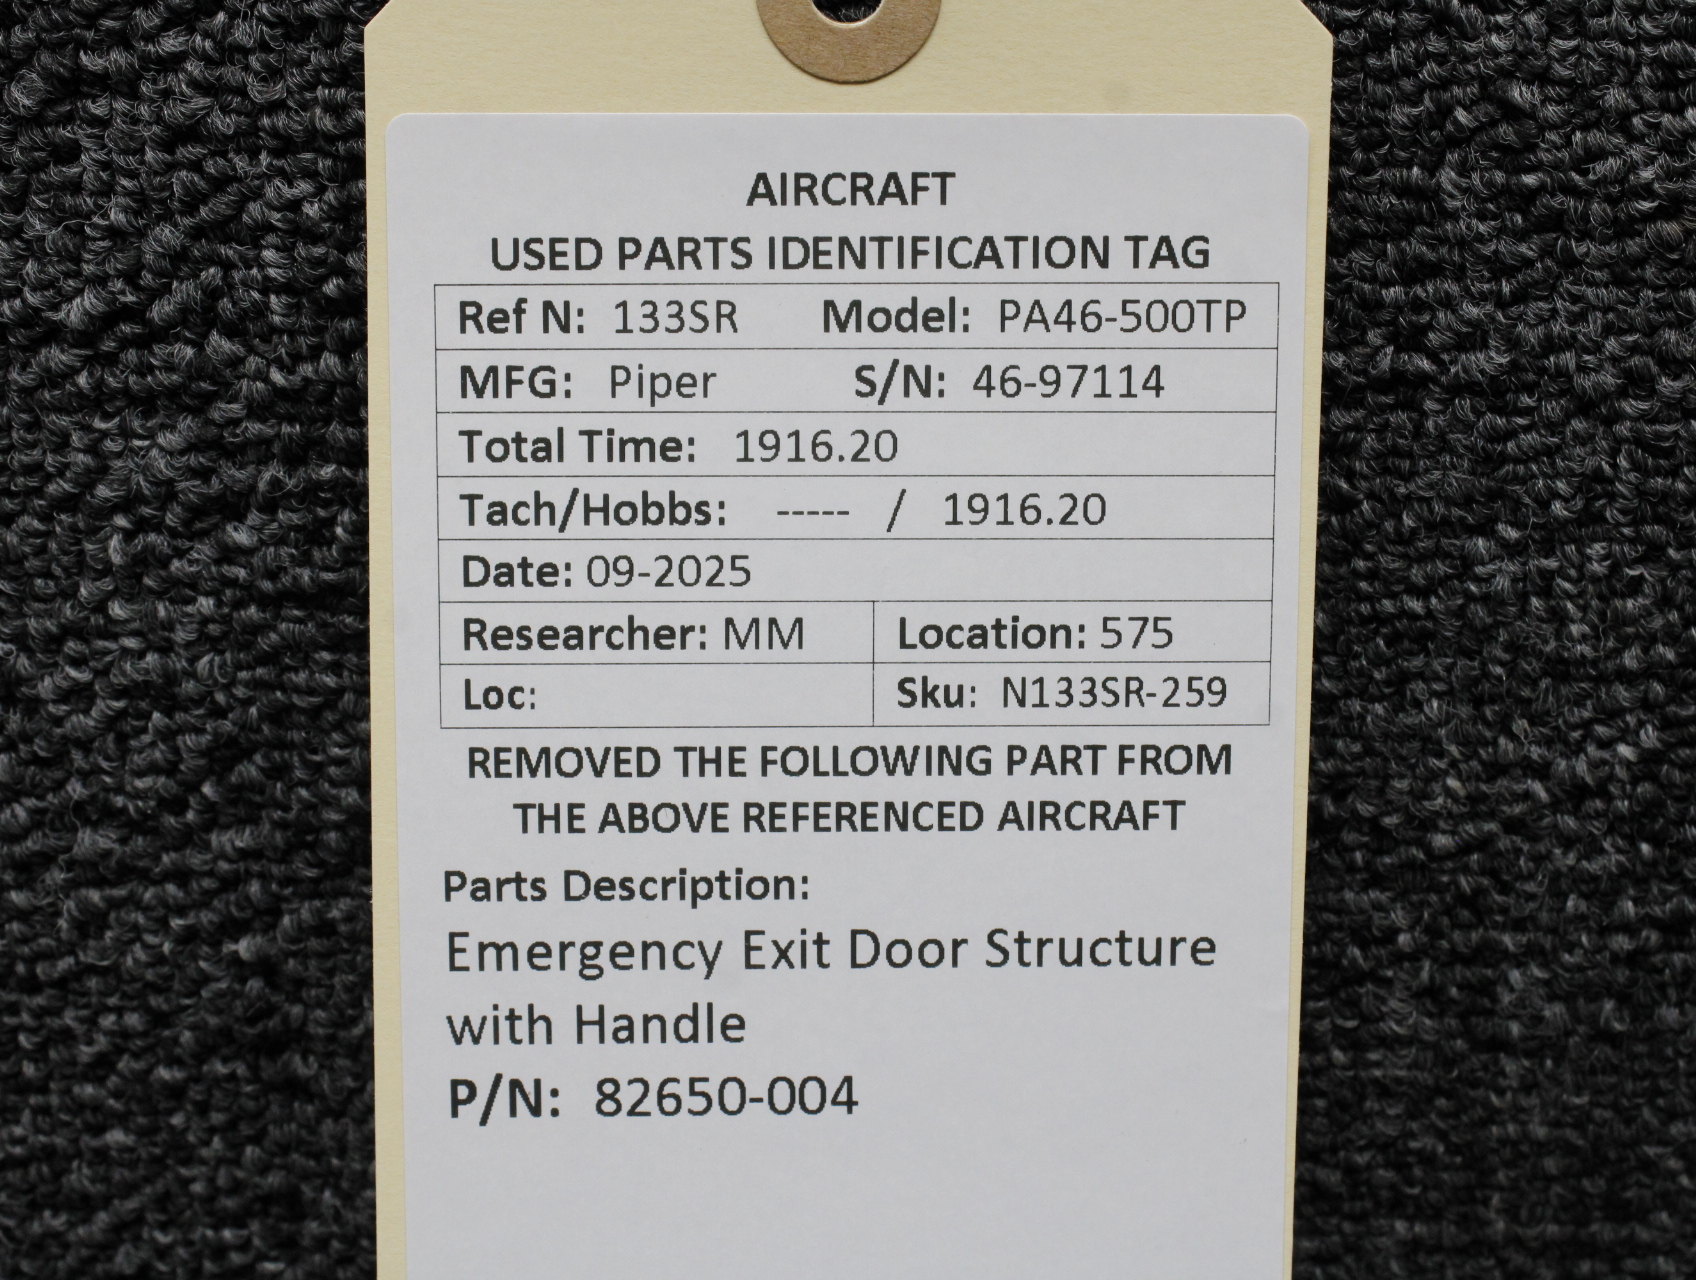 AIRCRAFT
USED PARTS IDENTIFICATION TAG
Ref N: 133SR Model: PA46-500TP
MFG: Piper S/N: 46-97114
Total Time: 1916.20
Tach/Hobbs: ----- / 1916.20
Date: 09-2025
Researcher: MM Location: 575
Loc: Sku: N133SR-259
REMOVED THE FOLLOWING PART FROM
THE ABOVE REFERENCED AIRCRAFT
Parts Description:
Emergency Exit Door Structure
with Handle
P/N: 82650-004